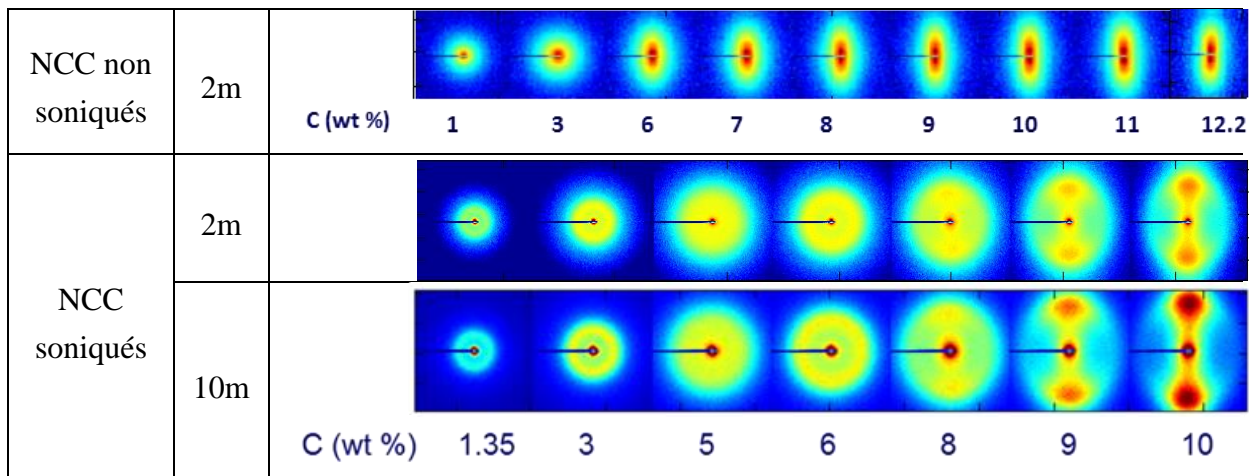 NCC non
soniqués
2m
C (wt %) 1 3 6 7 8 9 10 11 12.2
NCC
soniqués
2m
10m
C (wt %) 1.35 3 5 6 8 9 10